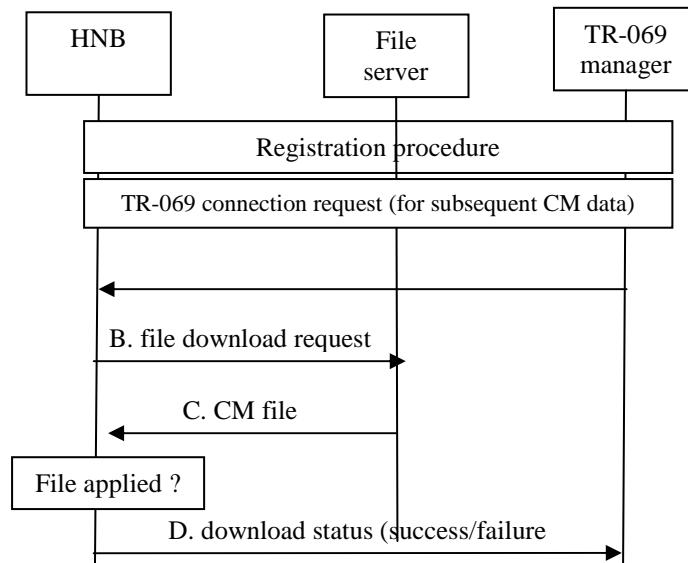 HNB
File
server
TR-069
manager
Registration procedure
TR-069 connection request (for subsequent CM data)
B. file download request
C. CM file
File applied ?
D. download status (success/failure